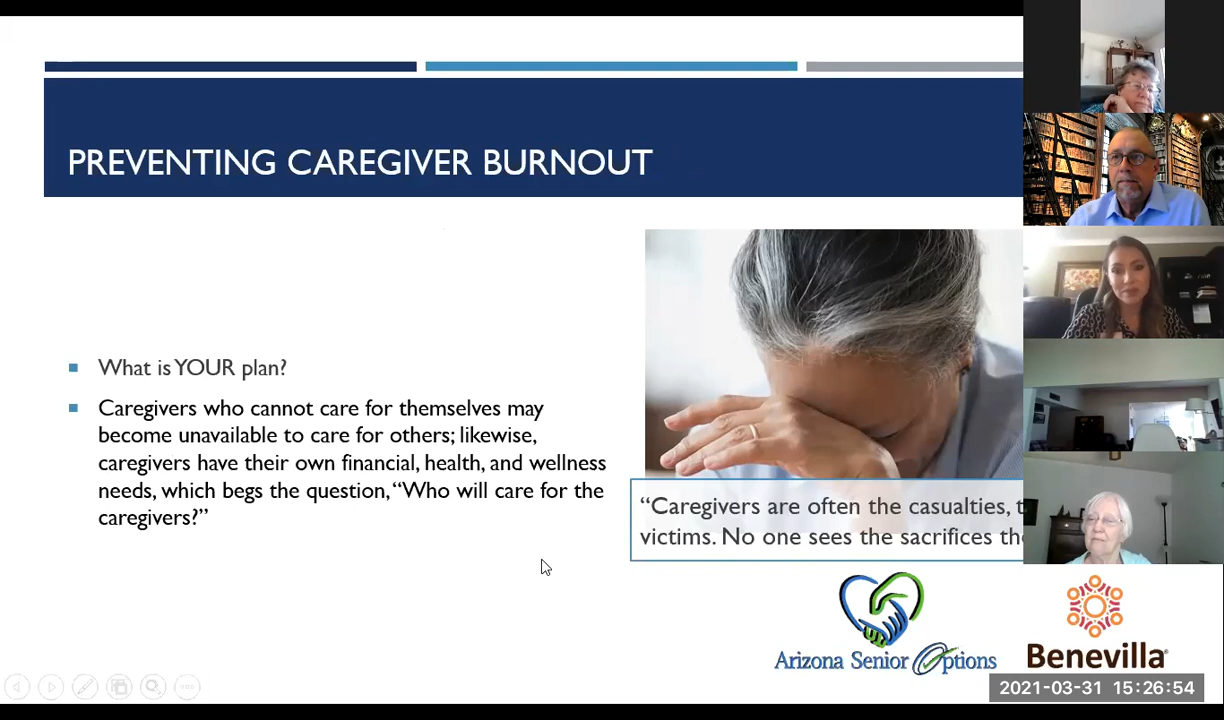 PREVENTING CAREGIVER BURNOUT
What is YOUR plan?
Caregivers who cannot care for themselves may
become unavailable to care for others; likewise,
caregivers have their own financial, health, and wellness
needs, which begs the question, “Who will care for the
caregivers?”
“Caregivers are often the casualties,
victims. No one sees the sacrifices
Arizona Senior Options
Benevilla
2021-03-31 15:26:54